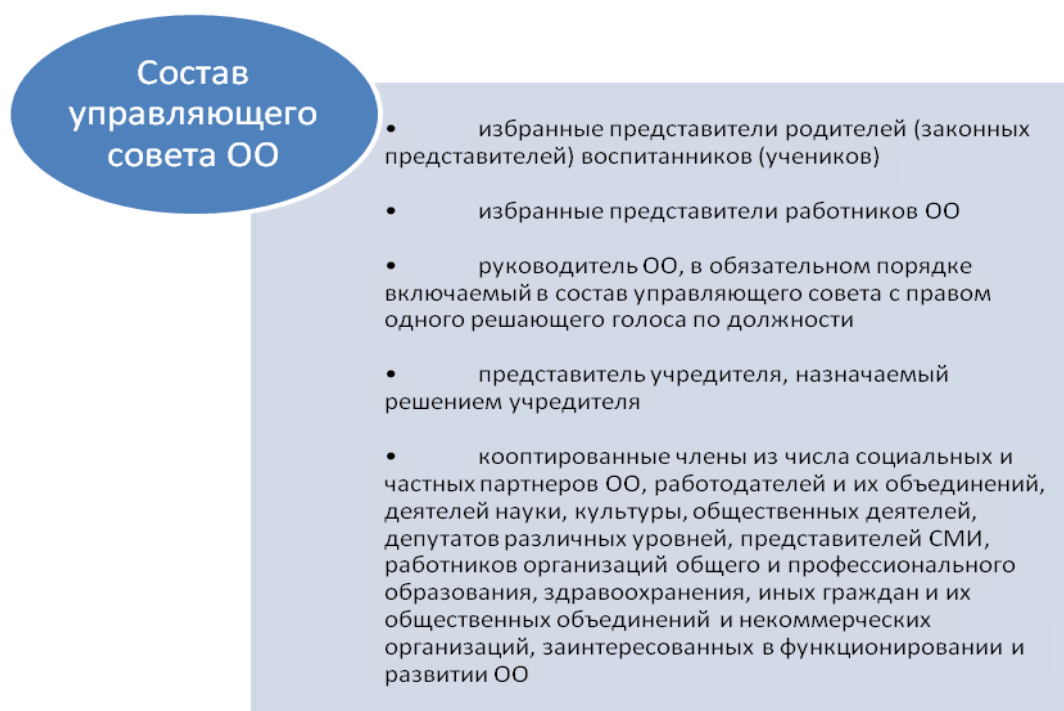 Состав
управляющего
совета ОО
• избранные представители родителей (законных
представителей) воспитанников (учеников)
• избранные представители работников ОО
• руководитель ОО, в обязательном порядке
включаемый в состав управляющего совета с правом
одного решающего голоса по должности
• представитель учредителя, назначаемый
решением учредителя
• кооптированные члены из числа социальных и
частных партнеров ОО, работодателей и их объединений,
деятелей науки, культуры, общественных деятелей,
депутатов различных уровней, представителей СМИ,
работников организаций общего и профессионального
образования, здравоохранения, иных граждан и их
общественных объединений и некоммерческих
организаций, заинтересованных в функционировании и
развитии ОО